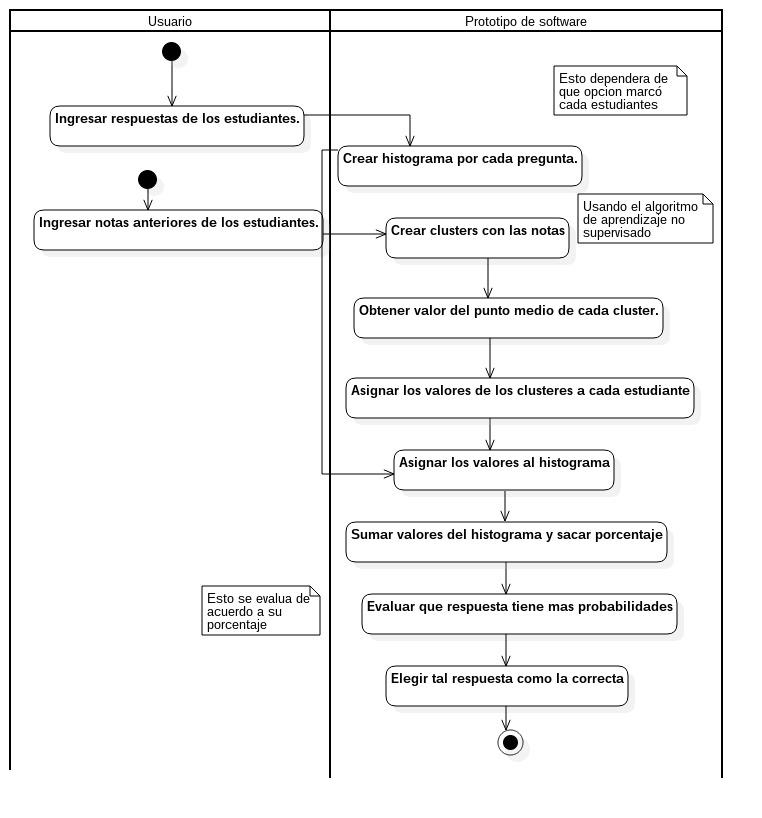 Usuario
Prototipo de software
Esto dependera de
que opcion marcó
cada estudiantes
Ingresar respuestas de los estudiantes.
Crear histograma por cada pregunta.
Ingresar notas anteriores de los estudiantes.
Usando el algoritmo
de aprendizaje no
supervisado
Crear clusters con las notas
Obtener valor del punto medio de cada cluster.
Asignar los valores de los clusteres a cada estudiante
Asignar los valores al histograma
Sumar valores del histograma y sacar porcentaje
Esto se evalua de
acuerdo a su
porcentaje
Evaluar que respuesta tiene mas probabilidades
Elegir tal respuesta como la correcta